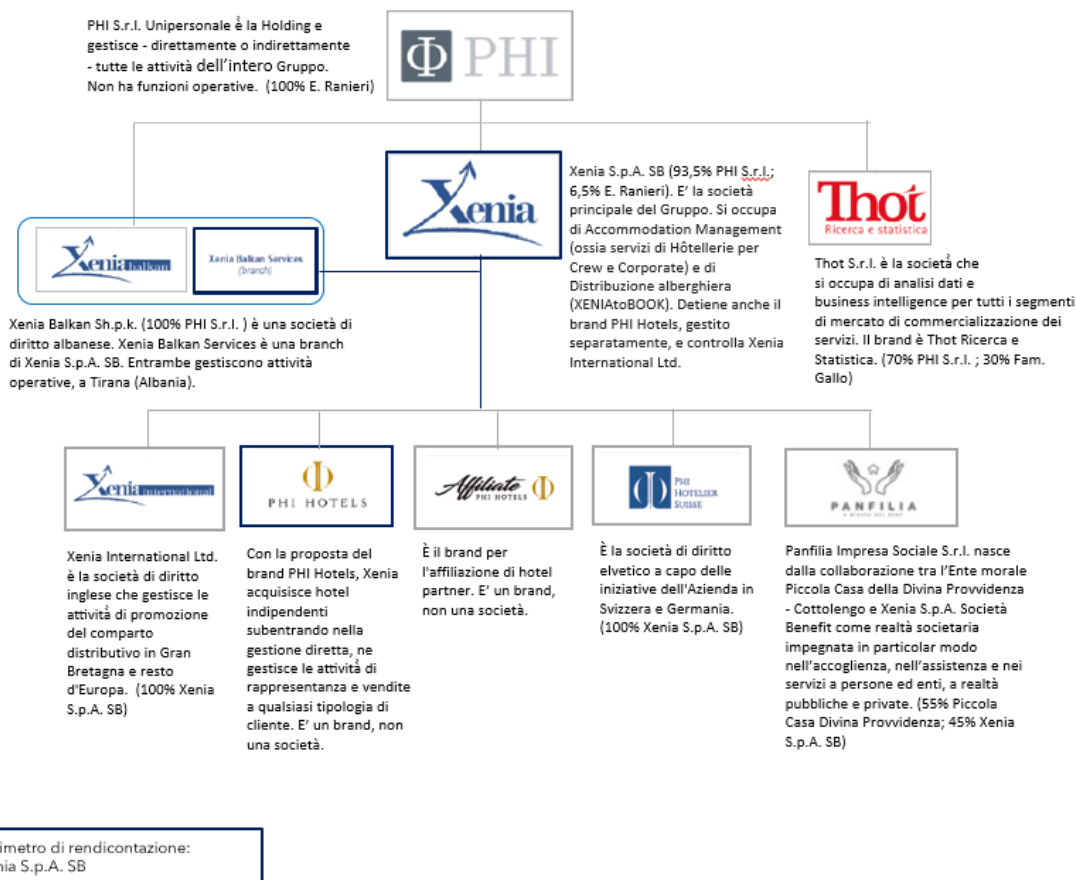 PHI S.r.l. Unipersonale è la Holding e
gestisce - direttamente o indirettamente
- tutte le attività dell'intero Gruppo.
Non ha funzioni operative. (100% E. Ranieri)
Φ PHI
Xenia
Xenia S.p.A. SB (93,5% PHI S.r.l.;
6,5% E. Ranieri). E' la società
principale del Gruppo. Si occupa
di Accommodation Management
(ossia servizi di Hôtellerie per
Crew e Corporate) e di
Distribuzione alberghiera
(XENIAtoBOOK). Detiene anche il
brand PHI Hotels, gestito
separatamente, e controlla Xenia
International Ltd.
Thot
Ricerca e statistica
Thot S.r.l. è la società che
si occupa di analisi dati e
business intelligence per tutti i segmenti
di mercato di commercializzazione dei
servizi. Il brand è Thot Ricerca e
Statistica. (70% PHI S.r.l. ; 30% Fam.
Gallo)
Xenia balkan
Xenia Balkan Services
(branch)
Xenia Balkan Sh.p.k. (100% PHI S.r.l. ) è una società di
diritto albanese. Xenia Balkan Services è una branch
di Xenia S.p.A. SB. Entrambe gestiscono attività
operative, a Tirana (Albania).
Xenia international
Xenia International Ltd.
è la società di diritto
inglese che gestisce le
attività di promozione
del comparto
distributivo in Gran
Bretagna e resto
d'Europa. (100% Xenia
S.p.A. SB)
PHI HOTELS
Con la proposta del
brand PHI Hotels, Xenia
acquisisce hotel
indipendenti
subentrando nella
gestione diretta, ne
gestisce le attività di
rappresentanza e vendite
a qualsiasi tipologia di
cliente. E' un brand, non
una società.
Affiliate
PHI HOTELS
È il brand per
l'affiliazione di hotel
partner. E' un brand,
non una società.
PHI
HOTELIER
SUISSE
È la società di diritto
elvetico a capo delle
iniziative dell'Azienda in
Svizzera e Germania.
(100% Xenia S.p.A. SB)
PANFILIA
Panfilia Impresa Sociale S.r.l. nasce
dalla collaborazione tra l'Ente morale
Piccola Casa della Divina Provvidenza
- Cottolengo e Xenia S.p.A. Società
Benefit come realtà societaria
impegnata in particolar modo
nell'accoglienza, nell'assistenza e nei
servizi a persone ed enti, a realtà
pubbliche e private. (55% Piccola
Casa Divina Provvidenza; 45% Xenia
S.p.A. SB)
imetro di rendicontazione:
nia S.p.A. SB